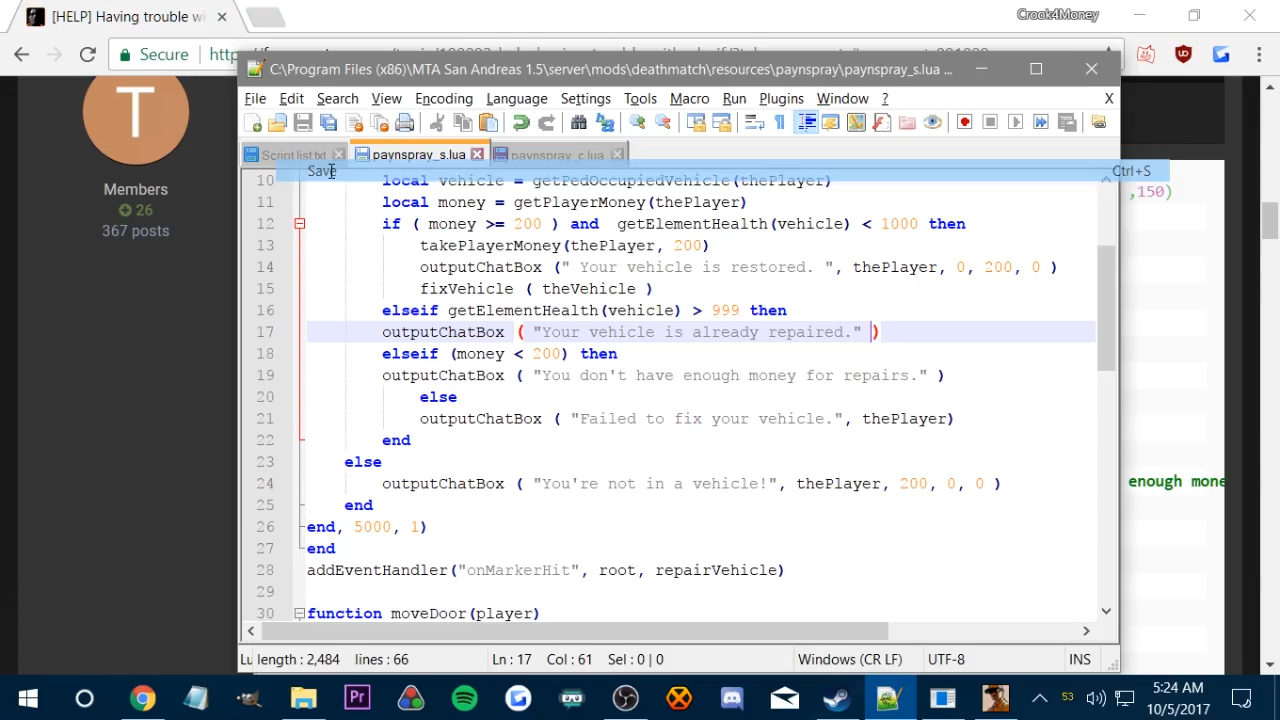 [HELP] Having trouble wi
Crook4Money
Secure
C:\Program Files (x86)\MTA San Andreas 1.5\server\mods\deathmatch\resources\paynspray\paynspray_s.lua ...
File Edit Search View Encoding Language Settings Tools Macro Run Plugins Window ? X
Script list.txt paynspray_s.lua paynspray_c.lua
Save Ctrl+S
T
Members
26
367 posts
10 local vehicle = getPedOccupiedVehicle(thePlayer)
11 local money = getPlayerMoney(thePlayer)
12 if ( money >= 200 ) and getElementHealth(vehicle) < 1000 then
13 takePlayerMoney(thePlayer, 200)
14 outputChatBox (" Your vehicle is restored. ", thePlayer, 0, 200, 0 )
15 fixVehicle ( theVehicle )
16 elseif getElementHealth(vehicle) > 999 then
17 outputChatBox ( "Your vehicle is already repaired." )
18 elseif (money < 200) then
19 outputChatBox ( "You don't have enough money for repairs." )
20 else
21 outputChatBox ( "Failed to fix your vehicle.", thePlayer)
22 end
23 else
24 outputChatBox ( "You're not in a vehicle!", thePlayer, 200, 0, 0 )
25 end
26 end, 5000, 1)
27 end
28 addEventHandler("onMarkerHit", root, repairVehicle)
29
30 function moveDoor(player)
,150)
enough mone
Lu length : 2,484 lines : 66 Ln : 17 Col : 61 Sel : 0 | 0 Windows (CR LF) UTF-8 INS
53
5:24 AM
10/5/2017